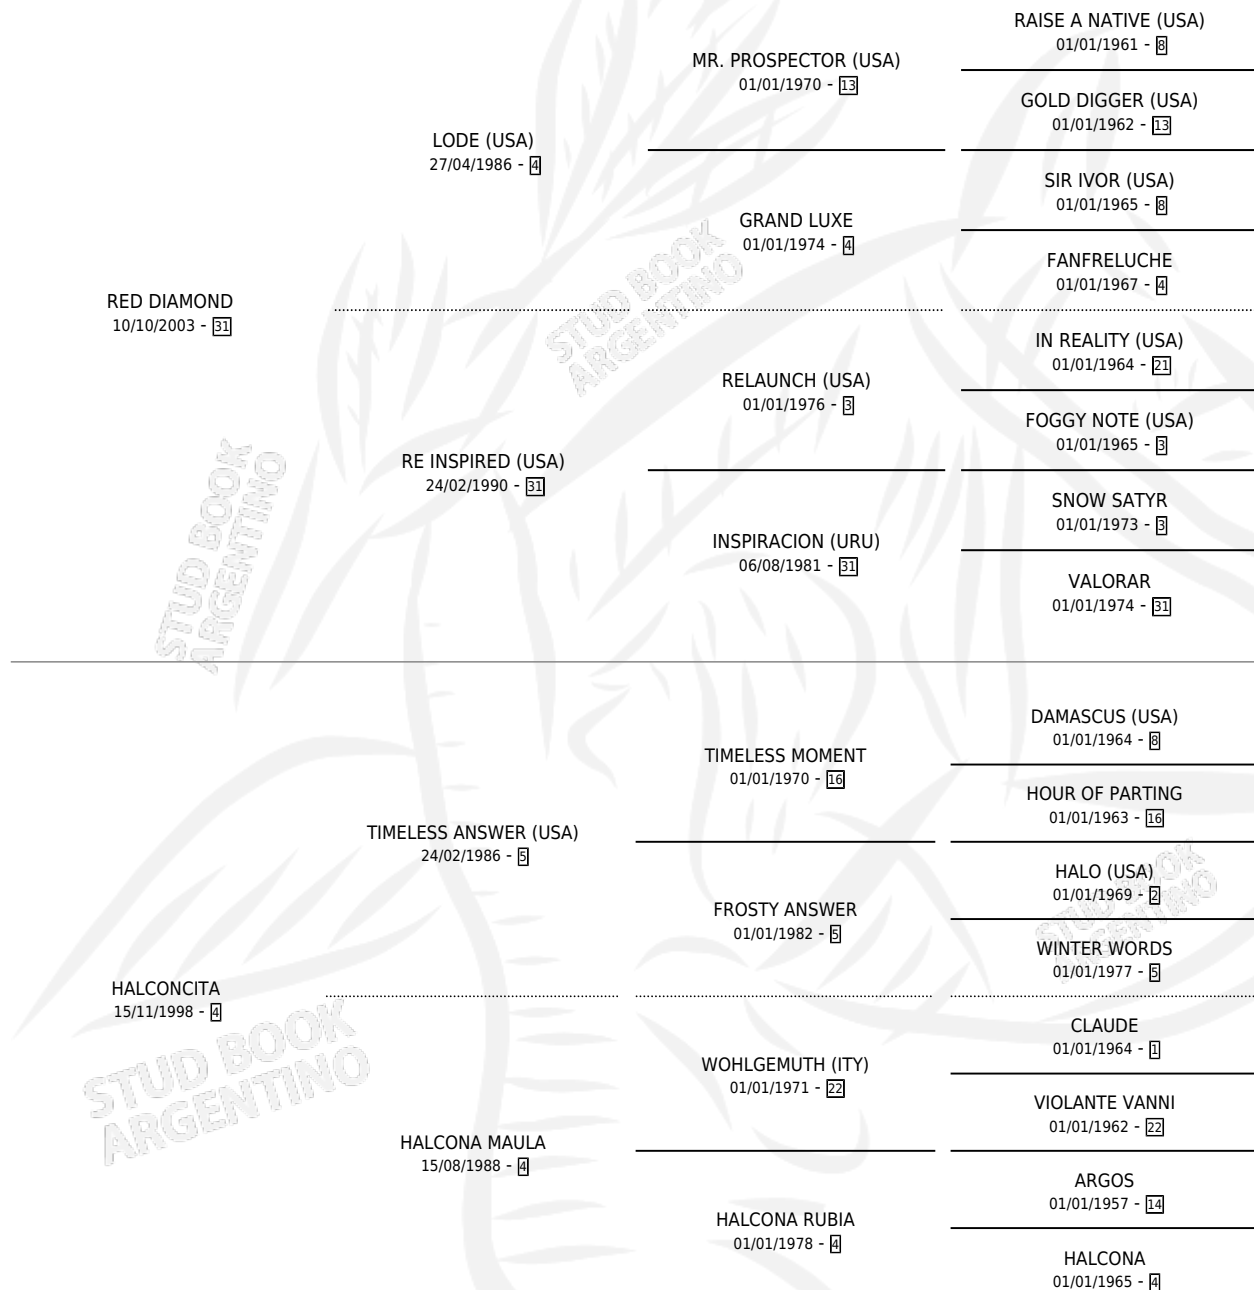 RAISE A NATIVE (USA)
01/01/1961 - 8
MR. PROSPECTOR (USA)
01/01/1970 - 13
GOLD DIGGER (USA)
01/01/1962 - 13
LODE (USA)
27/04/1986 - 4
SIR IVOR (USA)
01/01/1965 - 8
GRAND LUXE
01/01/1974 - 4
FANFRELUCHE
01/01/1967 - 4
RED DIAMOND
10/10/2003 - 31
IN REALITY (USA)
01/01/1964 - 21
RELAUNCH (USA)
01/01/1976 - 3
FOGGY NOTE (USA)
01/01/1965 - 3
RE INSPIRED (USA)
24/02/1990 - 31
SNOW SATYR
01/01/1973 - 3
INSPIRACION (URU)
06/08/1981 - 31
VALORAR
01/01/1974 - 31
DAMASCUS (USA)
01/01/1964 - 8
TIMELESS MOMENT
01/01/1970 - 16
HOUR OF PARTING
01/01/1963 - 16
TIMELESS ANSWER (USA)
24/02/1986 - 5
HALO (USA)
01/01/1969 - 2
FROSTY ANSWER
01/01/1982 - 5
WINTER WORDS
01/01/1977 - 5
HALCONCITA
15/11/1998 - 4
CLAUDE
01/01/1964 - 1
WOHLGEMUTH (ITY)
01/01/1971 - 22
VIOLANTE VANNI
01/01/1962 - 22
HALCONA MAULA
15/08/1988 - 4
ARGOS
01/01/1957 - 14
HALCONA RUBIA
01/01/1978 - 4
HALCONA
01/01/1965 - 4
STUD BOOK
ARGENTINO
STUD BOOK
ARGENTINO
STUD BOOK
ARGENTINO
STUD BOOK
ARGENTINO